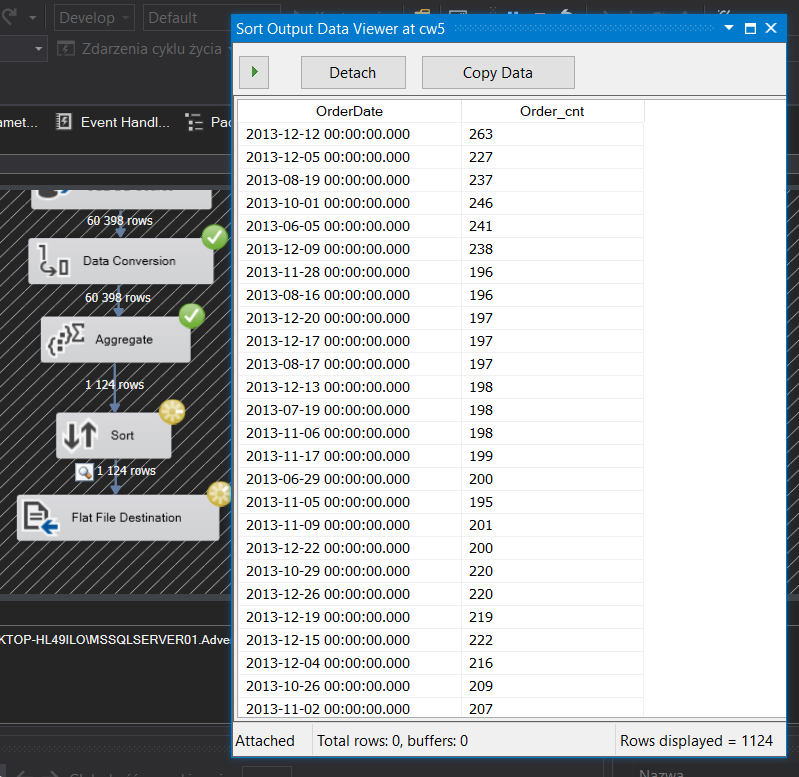 Develop
Default
Zdarzenia cyklu życia
Sort Output Data Viewer at cw5
Detach
Copy Data
amet...
Event Handl...
Pac
OrderDate
Order_cnt
2013-12-12 00:00:00.000 263
2013-12-05 00:00:00.000 227
2013-08-19 00:00:00.000 237
2013-10-01 00:00:00.000 246
2013-06-05 00:00:00.000 241
2013-12-09 00:00:00.000 238
2013-11-28 00:00:00.000 196
2013-08-16 00:00:00.000 196
2013-12-20 00:00:00.000 197
2013-12-17 00:00:00.000 197
2013-08-17 00:00:00.000 197
2013-12-13 00:00:00.000 198
2013-07-19 00:00:00.000 198
2013-11-06 00:00:00.000 198
2013-11-17 00:00:00.000 199
2013-06-29 00:00:00.000 200
2013-11-05 00:00:00.000 195
2013-11-09 00:00:00.000 201
2013-12-22 00:00:00.000 200
2013-10-29 00:00:00.000 220
2013-12-26 00:00:00.000 220
2013-12-19 00:00:00.000 219
2013-12-15 00:00:00.000 222
2013-12-04 00:00:00.000 216
2013-10-26 00:00:00.000 209
2013-11-02 00:00:00.000 207
60 398 rows
Data Conversion
60 398 rows
Aggregate
1 124 rows
Sort
1 124 rows
Flat File Destination
KTOP-HL49ILO\MSSQLSERVER01.Adve
Attached
Total rows: 0, buffers: 0
Rows displayed = 1124
Nazwa